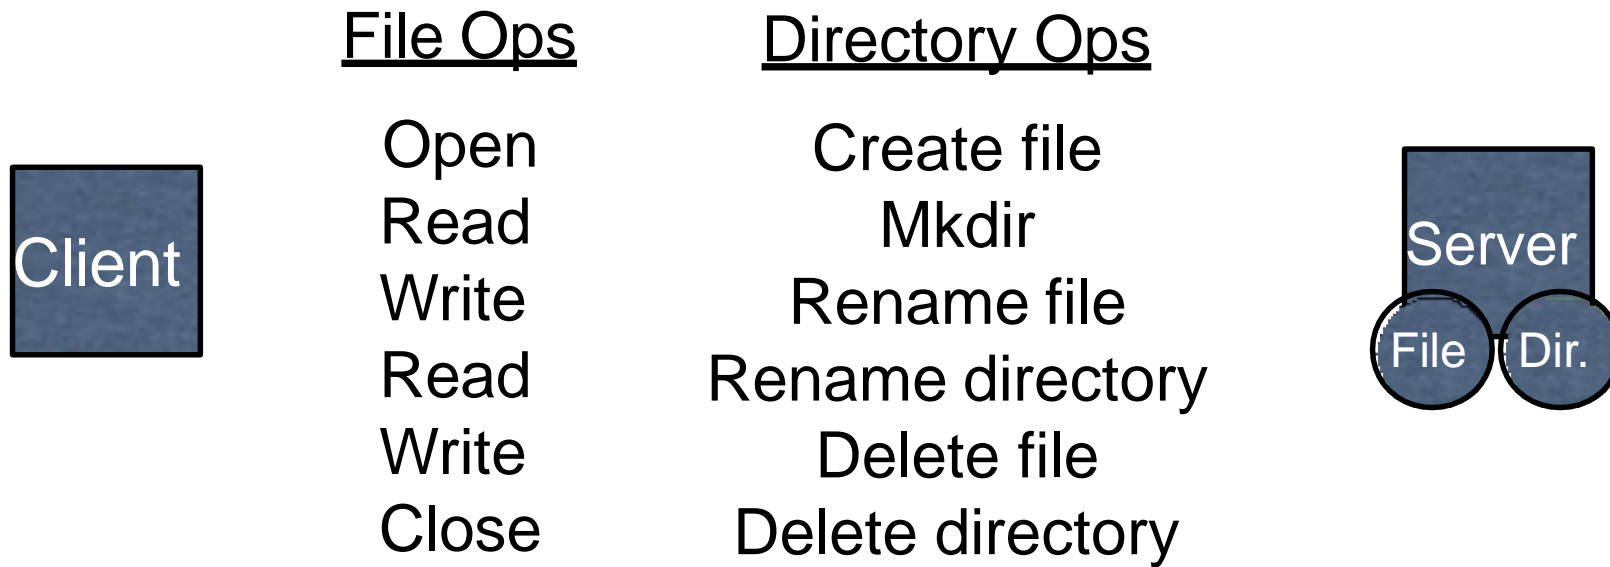 File Ops
Directory Ops
Open
Create file
Read
Mkdir
Client
Server
Write
Rename file
File
Dir.
Read
Rename directory
Write
Delete file
Close
Delete directory